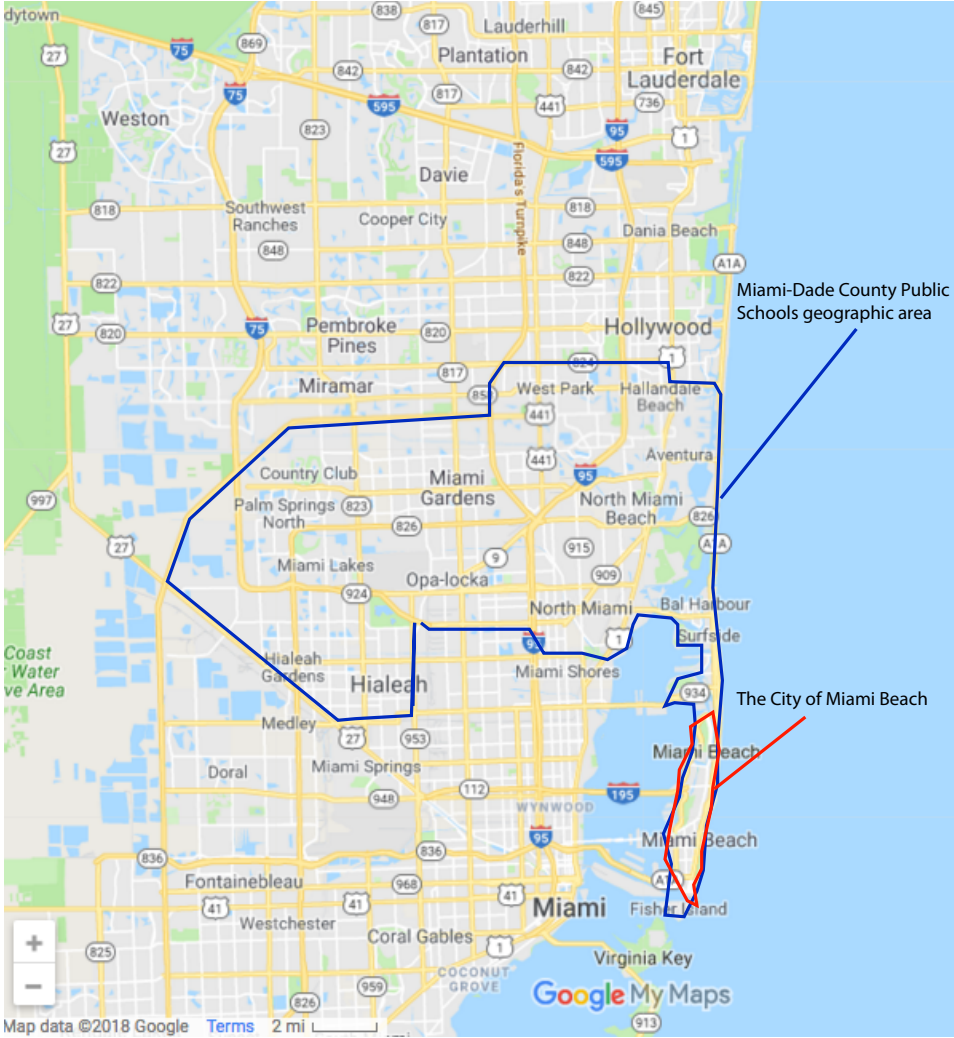 dytown
838
Lauderhill
845
27
869
75
817
Plantation
Fort
Lauderdale
842
842
75
817
595
441
736
Weston
823
95
1
27
595
Florida's Turnpike
Davie
818
Southwest
Ranches
Cooper City
818
848
848
Dania Beach
A1A
822
822
Miami-Dade County Public
Schools geographic area
27
820
75
Pembroke
Pines
820
Hollywood
824
1
Miramar
817
858
West Park
Hallandale
Beach
441
Aventura
441
Country Club
Miami
Gardens
95
997
Palm Springs
North
823
826
North Miami
Beach
826
27
A1A
9
915
Miami Lakes
Opa-locka
909
924
North Miami
Bal Harbour
Surfside
95
1
Coast
Water
ve Area
Hialeah
Gardens
Hialeah
Miami Shores
934
The City of Miami Beach
Medley
27
953
Miami Beach
Doral
Miami Springs
948
112
195
WYNWOOD
95
Miami Beach
836
836
Fontainebleau
968
A1A
41
41
41
Miami
Fisher Island
Westchester
Coral Gables
1
825
Virginia Key
COCONUT
GROVE
959
826
Google My Maps
913
+
−
Map data ©2018 Google Terms 2 mi